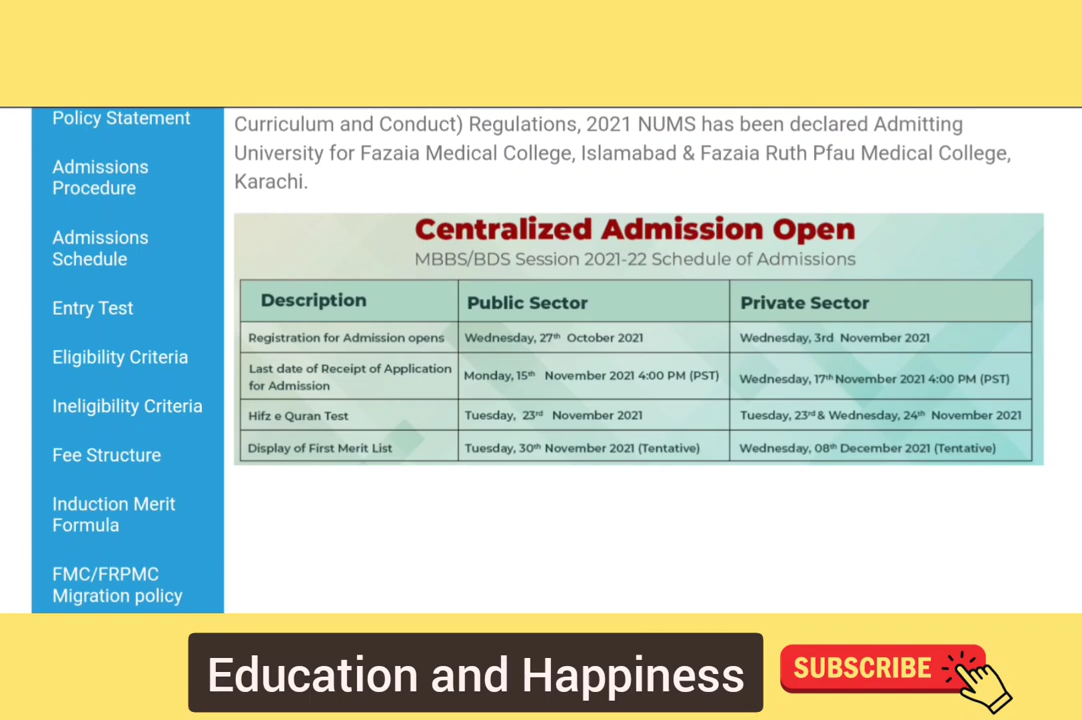 Policy Statement
Admissions
Procedure
Admissions
Schedule
Entry Test
Eligibility Criteria
Ineligibility Criteria
Fee Structure
Induction Merit
Formula
FMC/FRPMC
Migration policy
Curriculum and Conduct) Regulations, 2021 NUMS has been declared Admitting
University for Fazaia Medical College, Islamabad & Fazaia Ruth Pfau Medical College,
Karachi.
Centralized Admission Open
MBBS/BDS Session 2021-22 Schedule of Admissions
Description Public Sector Private Sector
Registration for Admission opens Wednesday, 27th October 2021 Wednesday, 3rd November 2021
Last date of Receipt of Application
for Admission Monday, 15th November 2021 4:00 PM (PST) Wednesday, 17th November 2021 4:00 PM (PST)
Hifz e Quran Test Tuesday, 23rd November 2021 Tuesday, 23rd & Wednesday, 24th November 2021
Display of First Merit List Tuesday, 30th November 2021 (Tentative) Wednesday, 08th December 2021 (Tentative)
Education and Happiness
SUBSCRIBE